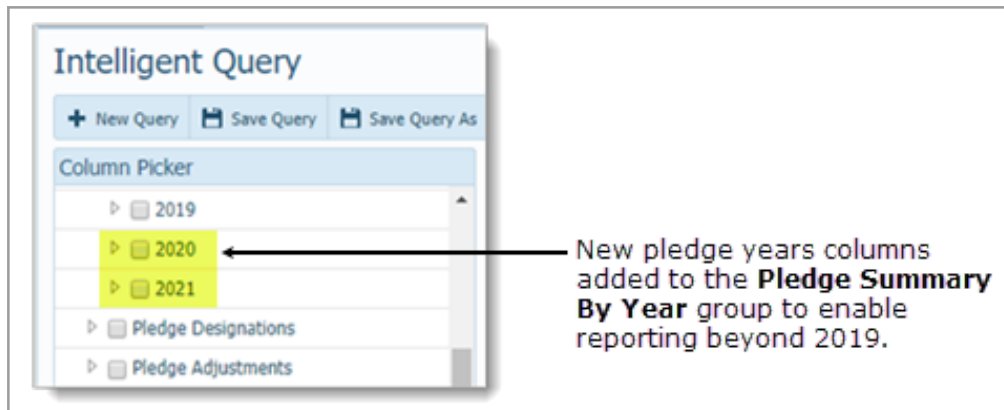 Intelligent Query
New Query Save Query Save Query As
Column Picker
2019
2020
2021
Pledge Designations
Pledge Adjustments
New pledge years columns
added to the Pledge Summary
By Year group to enable
reporting beyond 2019.